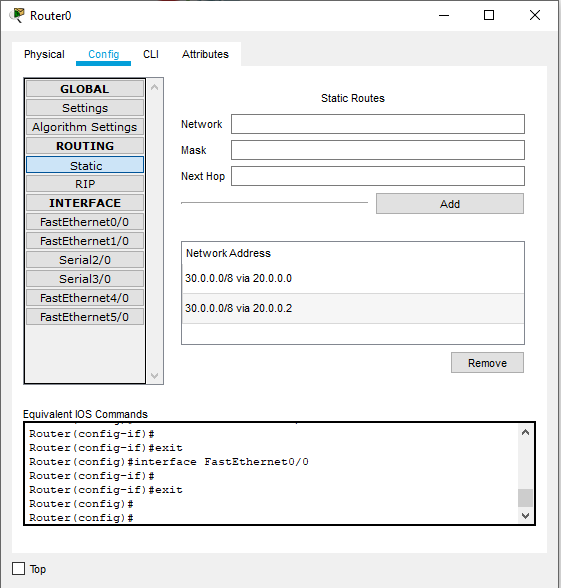 Router0
Physical Config CLI Attributes
GLOBAL
Settings
Algorithm Settings
ROUTING
Static
RIP
INTERFACE
FastEthernet0/0
FastEthernet1/0
Serial2/0
Serial3/0
FastEthernet4/0
FastEthernet5/0
Static Routes
Network
Mask
Next Hop
Add
Network Address
30.0.0.0/8 via 20.0.0.0
30.0.0.0/8 via 20.0.0.2
Remove
Equivalent IOS Commands
Router(config-if)#
Router(config-if)#exit
Router(config)#interface FastEthernet0/0
Router(config-if)#
Router(config-if)#exit
Router(config)#
Router(config)#
Top